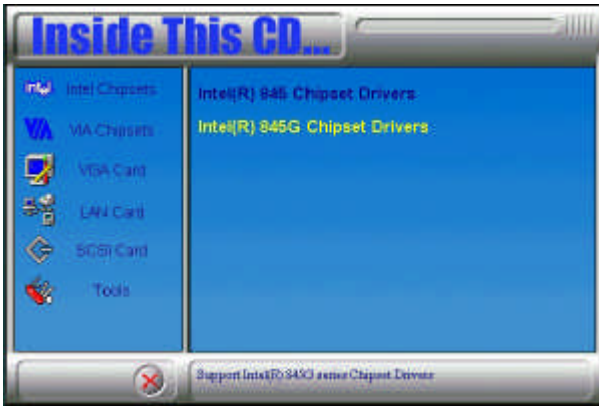 Inside This CD...
intel Intel Chipsets
VIA VIA Chipsets
VGA Card
LAN Card
SCSI Card
Tools
Intel(R) 845 Chipset Drivers
Intel(R) 845G Chipset Drivers
Support Intel(R) 845G series Chipset Drivers